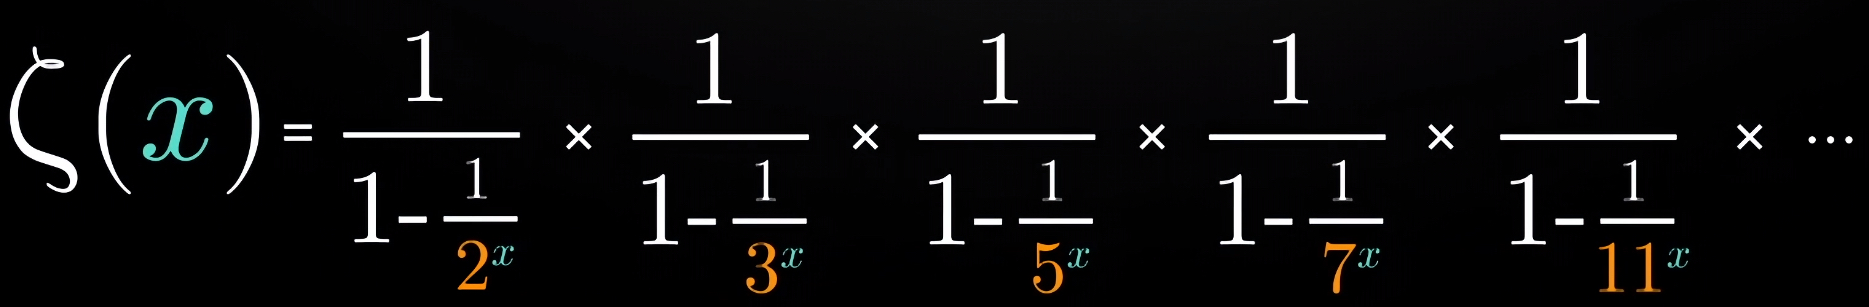 ζ(x) = 1/(1-1/2^x) × 1/(1-1/3^x) × 1/(1-1/5^x) × 1/(1-1/7^x) × 1/(1-1/11^x) × ...